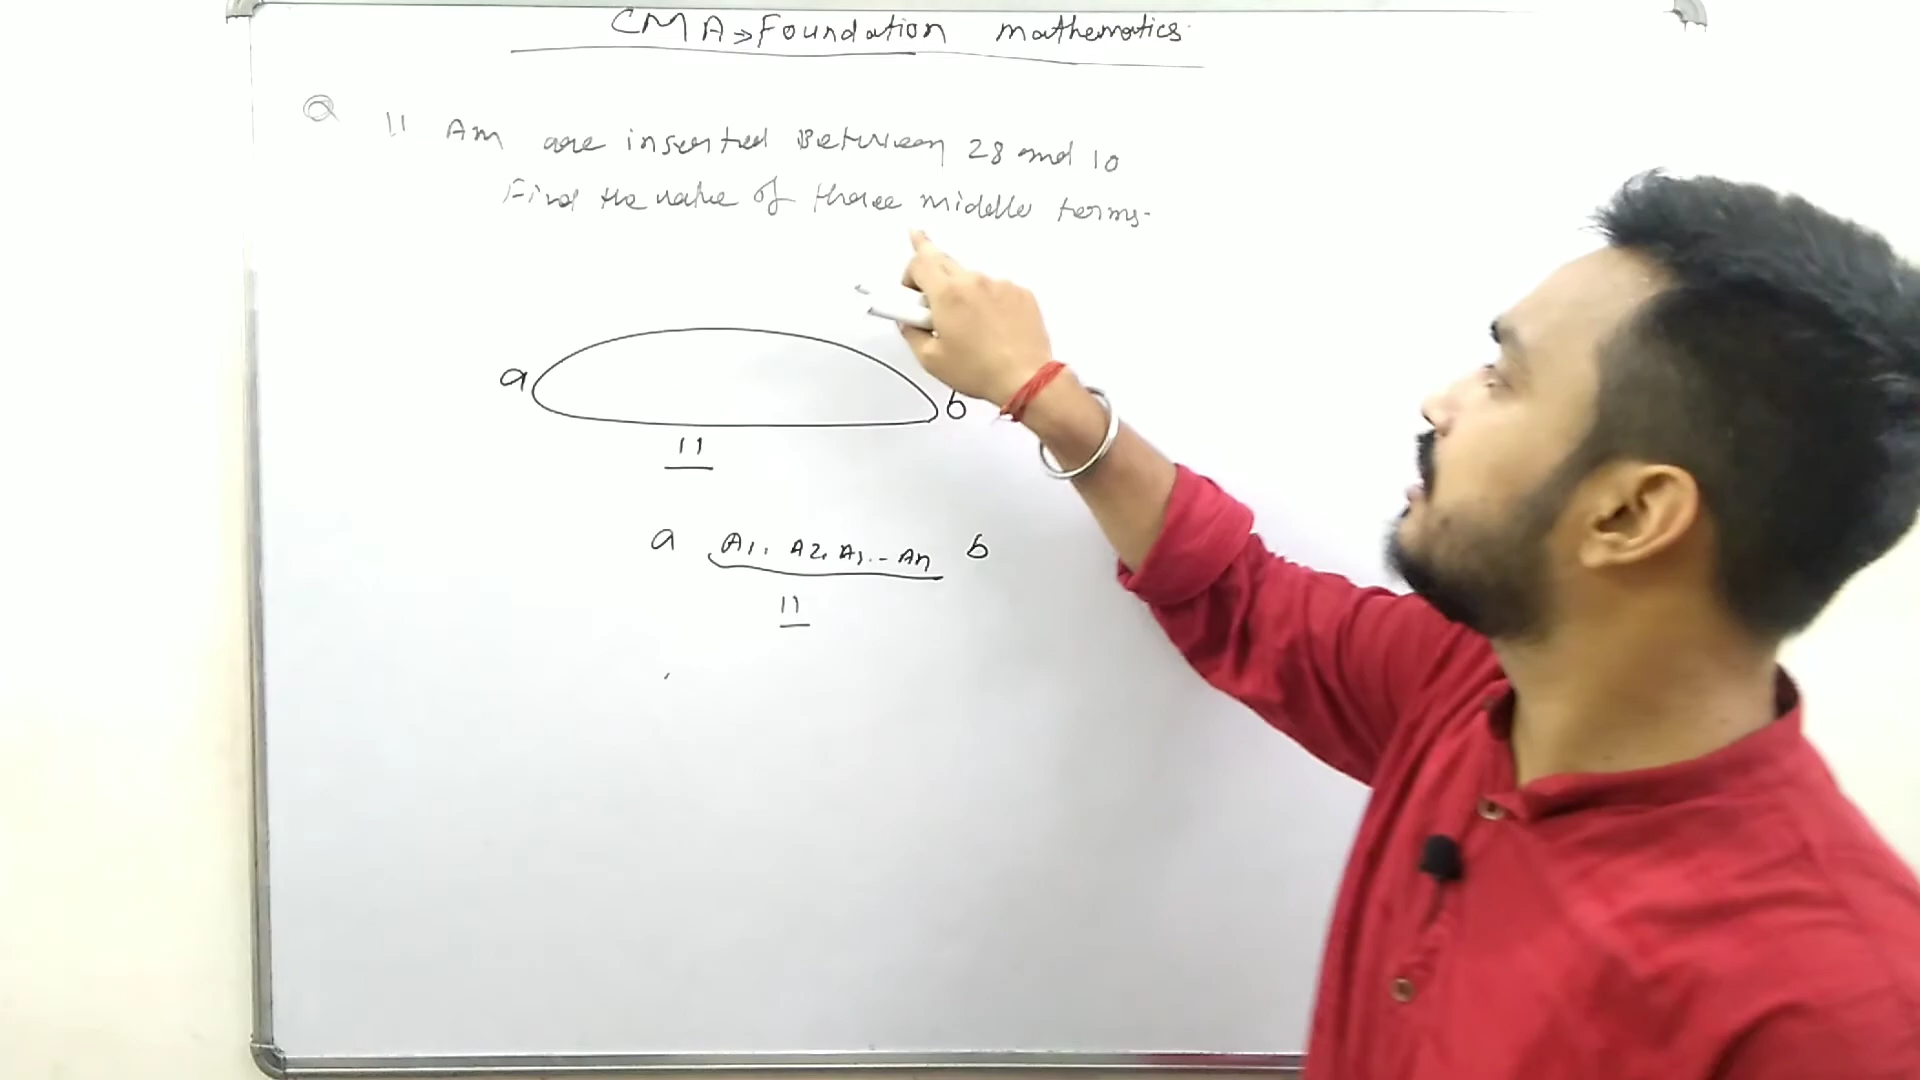 CMA → Foundation mathematics
Q 11 Am are inserted Between 28 and 10
Find the value of three middle terms.
a b
11
a A1, A2, A3, -- An b
11